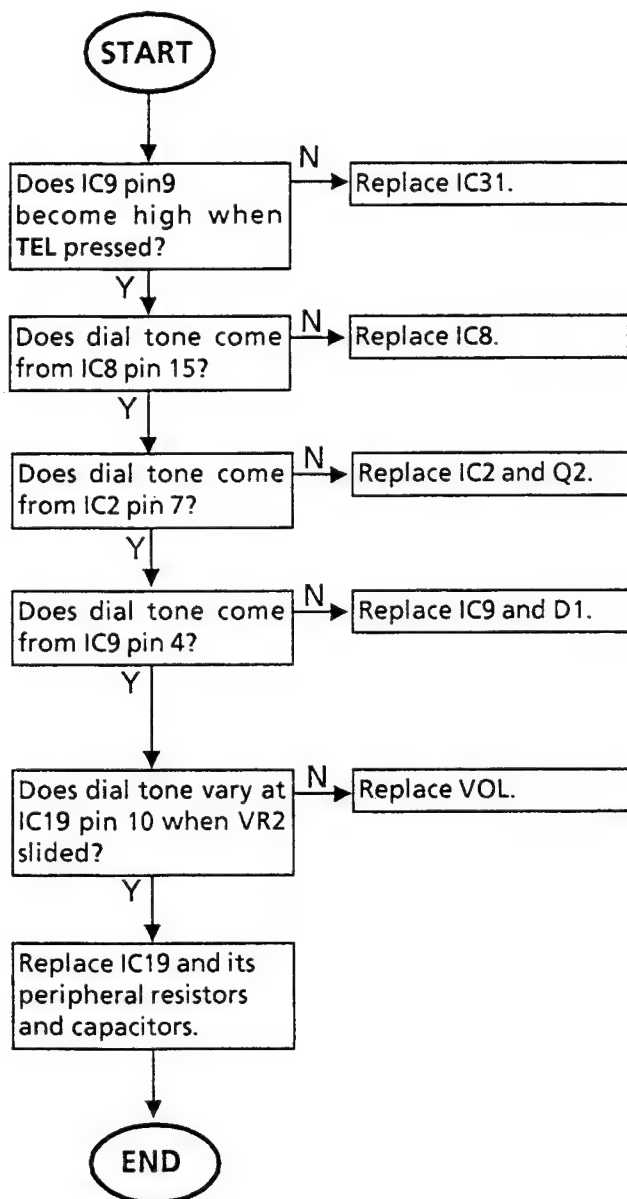 START
Does IC9 pin9
become high when
TEL pressed?
N
Replace IC31.
Y
Does dial tone come
from IC8 pin 15?
N
Replace IC8.
Y
Does dial tone come
from IC2 pin 7?
N
Replace IC2 and Q2.
Y
Does dial tone come
from IC9 pin 4?
N
Replace IC9 and D1.
Y
Does dial tone vary at
IC19 pin 10 when VR2
slided?
N
Replace VOL.
Y
Replace IC19 and its
peripheral resistors
and capacitors.
END